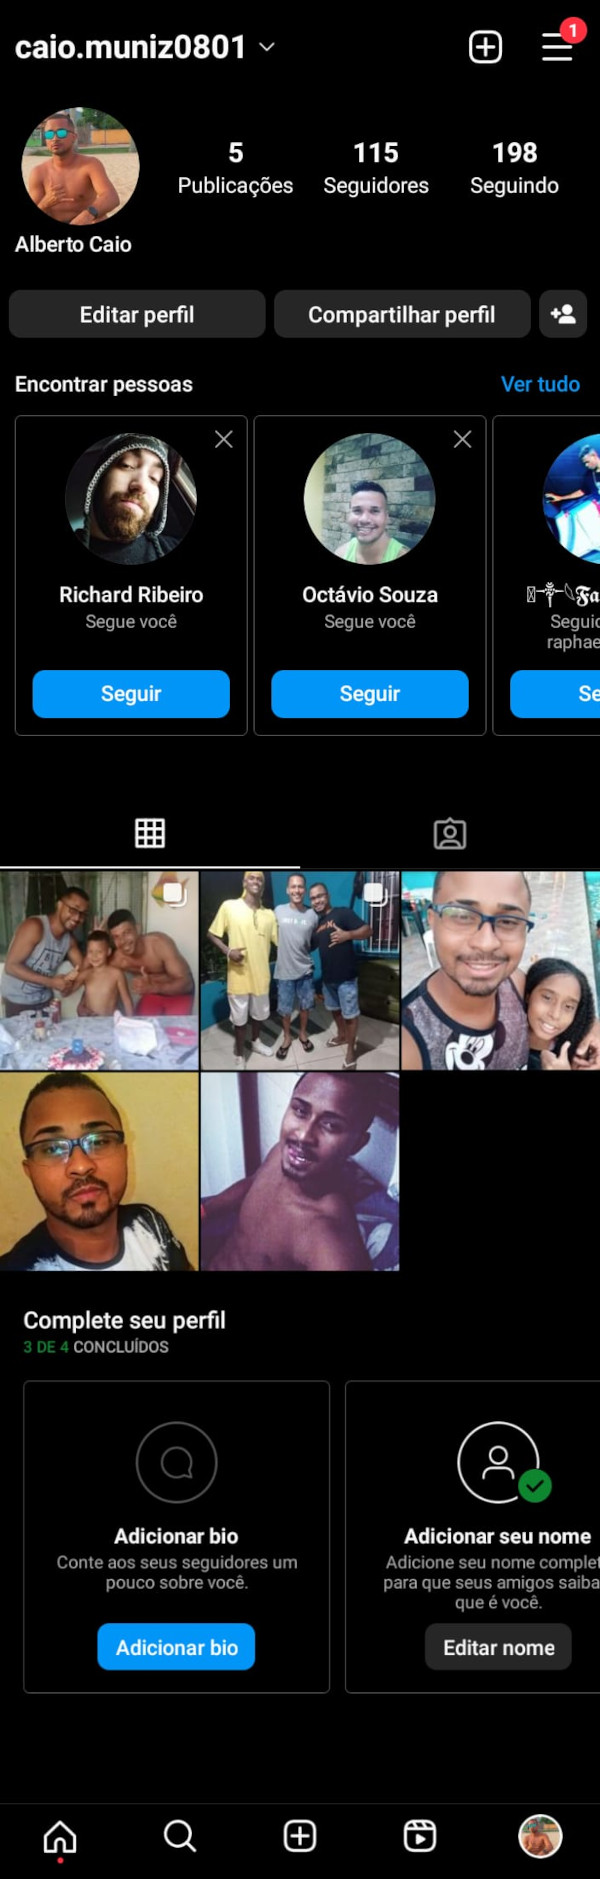 caio.muniz0801
1
5
115
198
Publicações
Seguidores
Seguindo
Alberto Caio
Editar perfil
Compartilhar perfil
Encontrar pessoas
Ver tudo
Richard Ribeiro
Segue você
Seguir
Octávio Souza
Segue você
Seguir
𝕱𝖆
Seguid
raphae
Se
Complete seu perfil
3 DE 4 CONCLUÍDOS
Adicionar bio
Conte aos seus seguidores um
pouco sobre você.
Adicionar bio
Adicionar seu nome
Adicione seu nome complet
para que seus amigos saiba
que é você.
Editar nome